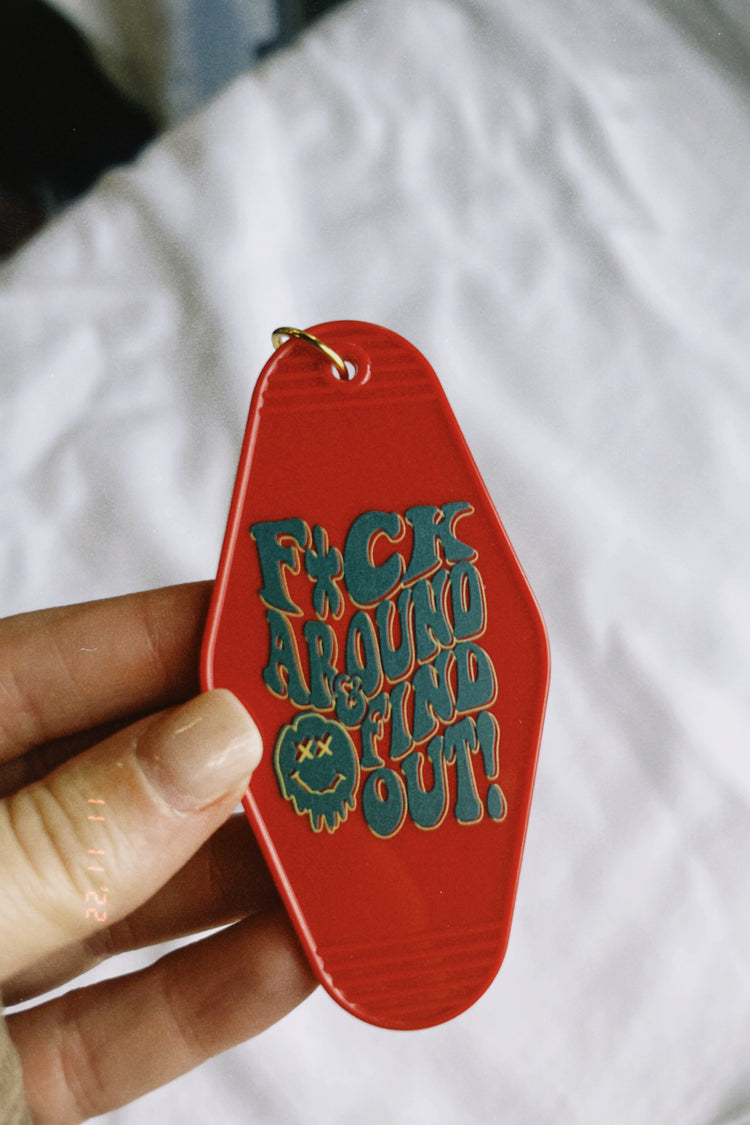 F*CK
AROUND
& FIND
OUT!
'22 11 11